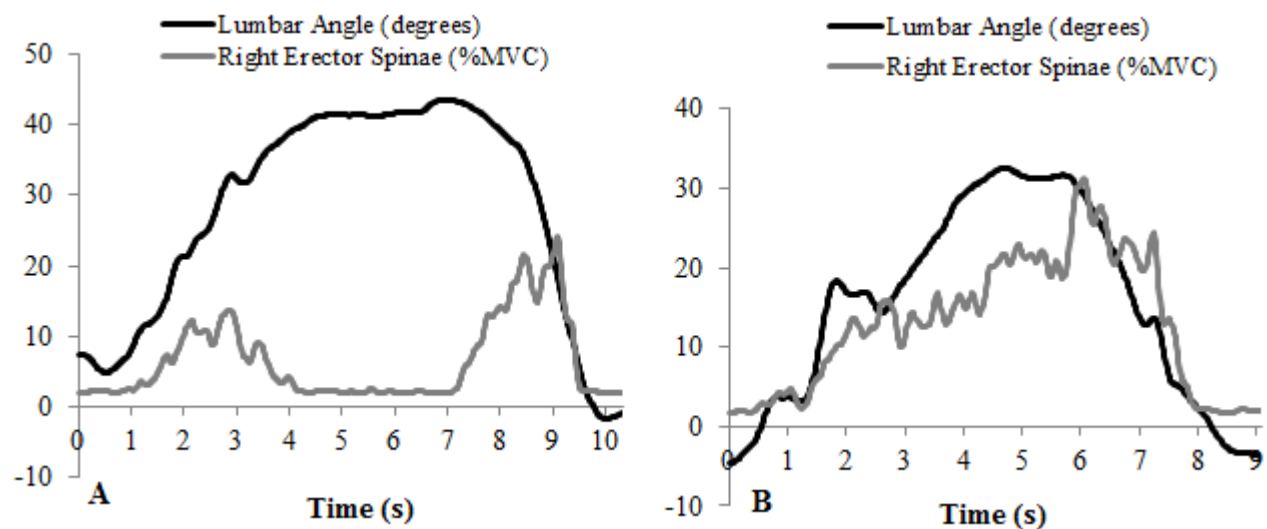 Lumbar Angle (degrees)
Right Erector Spinae (%MVC)
50
40
30
20
10
0
-10
0 1 2 3 4 5 6 7 8 9 10
A
Time (s)
Lumbar Angle (degrees)
Right Erector Spinae (%MVC)
40
30
20
10
0
-10
0 1 2 3 4 5 6 7 8 9
B
Time (s)